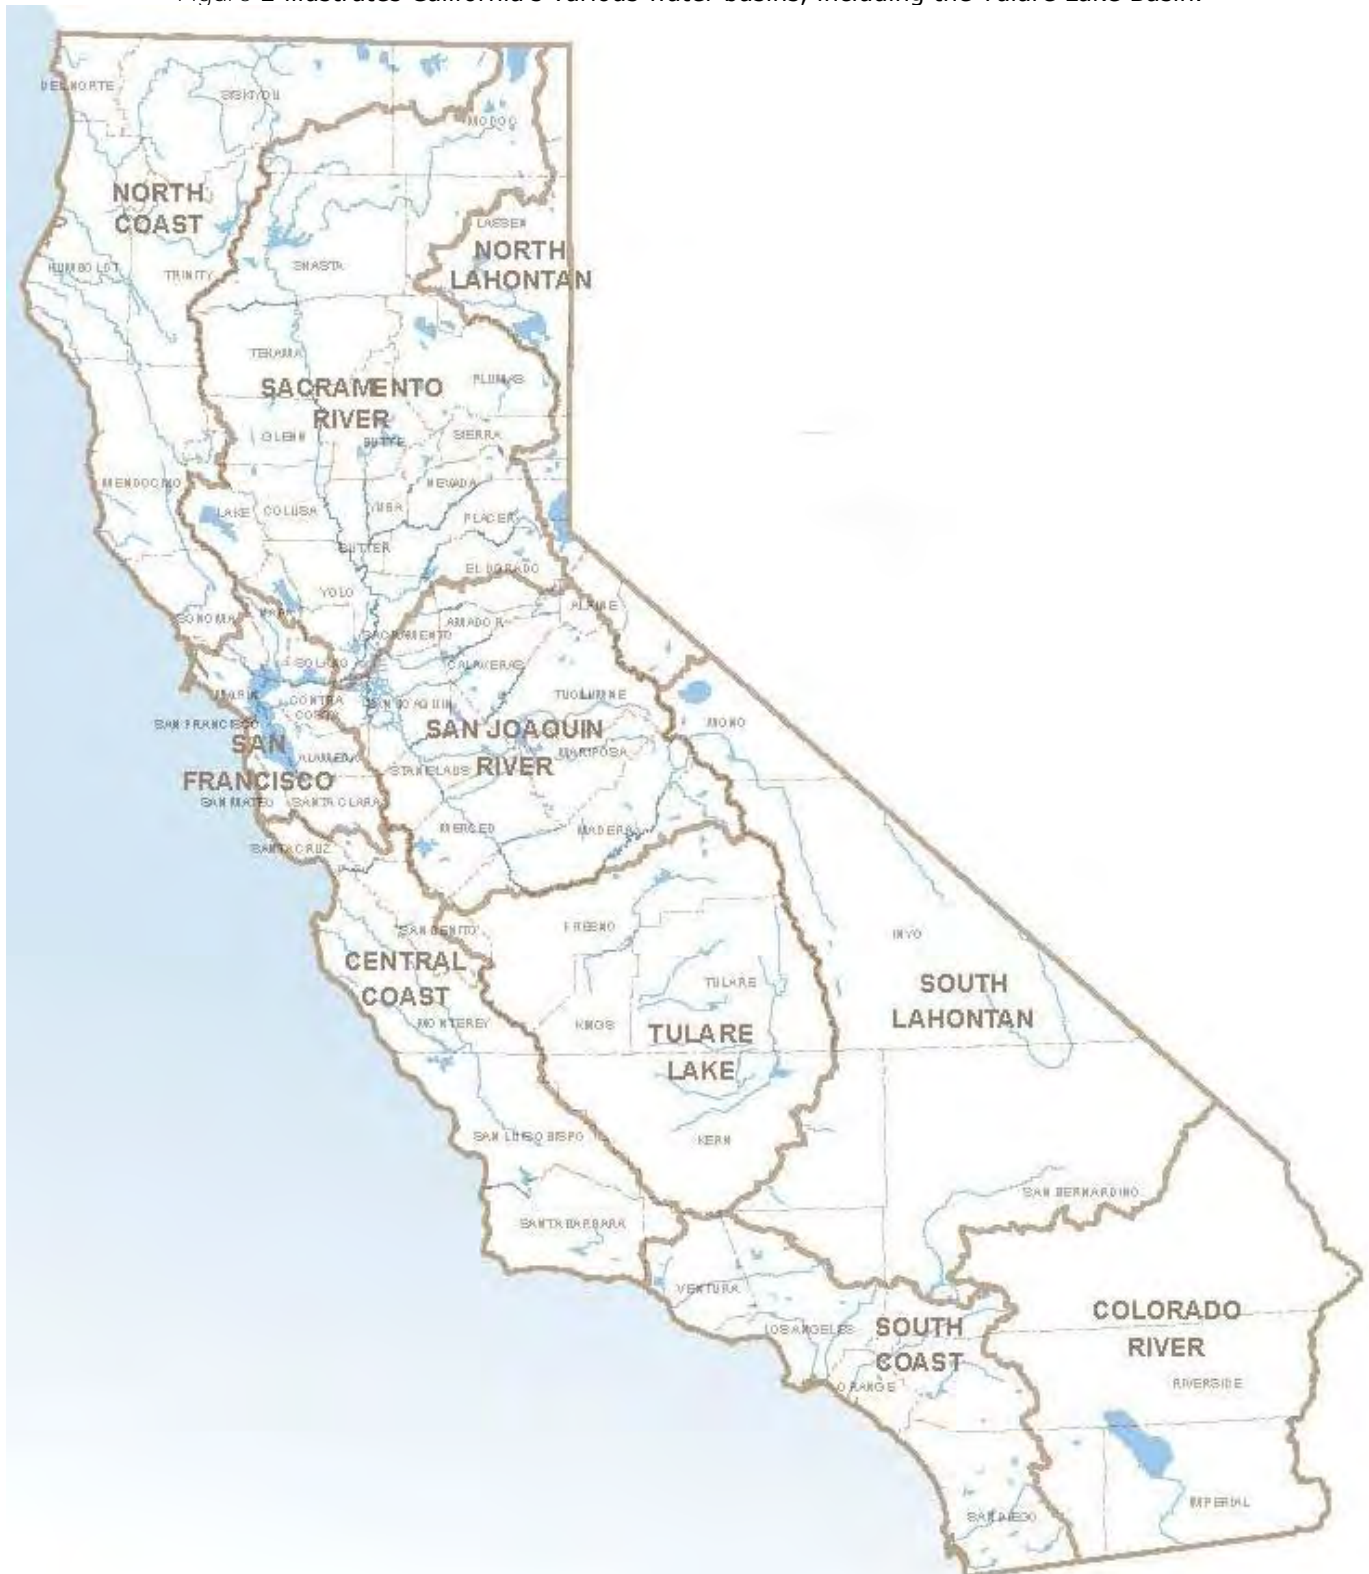 Figure 2 illustrates California's various water basins, including the Tulare Lake Basin.
DEL NORTE
SISKIYOU
MODOC
NORTH
COAST
LASSEN
NORTH
LAHONTAN
HUMBOLDT
TRINITY
SHASTA
TEHAMA
PLUMAS
SACRAMENTO
RIVER
GLENN
BUTTE
SIERRA
MENDOCINO
NEVADA
LAKE
COLUSA
YUBA
PLACER
SUTTER
EL DORADO
YOLO
ALPINE
SONOMA
NAPA
AMADOR
SACRAMENTO
SOLANO
CALAVERAS
MARIN
CONTRA
COSTA
SAN JOAQUIN
TUOLUMNE
MONO
SAN FRANCISCO
SAN JOAQUIN
RIVER
SAN
FRANCISCO
ALAMEDA
STANISLAUS
MARIPOSA
SAN MATEO
SANTA CLARA
MERCED
MADERA
SANTA CRUZ
SAN BENITO
FRESNO
INYO
CENTRAL
COAST
TULARE
SOUTH
LAHONTAN
MONTEREY
KINGS
TULARE
LAKE
SAN LUIS OBISPO
KERN
SAN BERNARDINO
SANTA BARBARA
VENTURA
COLORADO
RIVER
LOS ANGELES
SOUTH
COAST
ORANGE
RIVERSIDE
IMPERIAL
SAN DIEGO